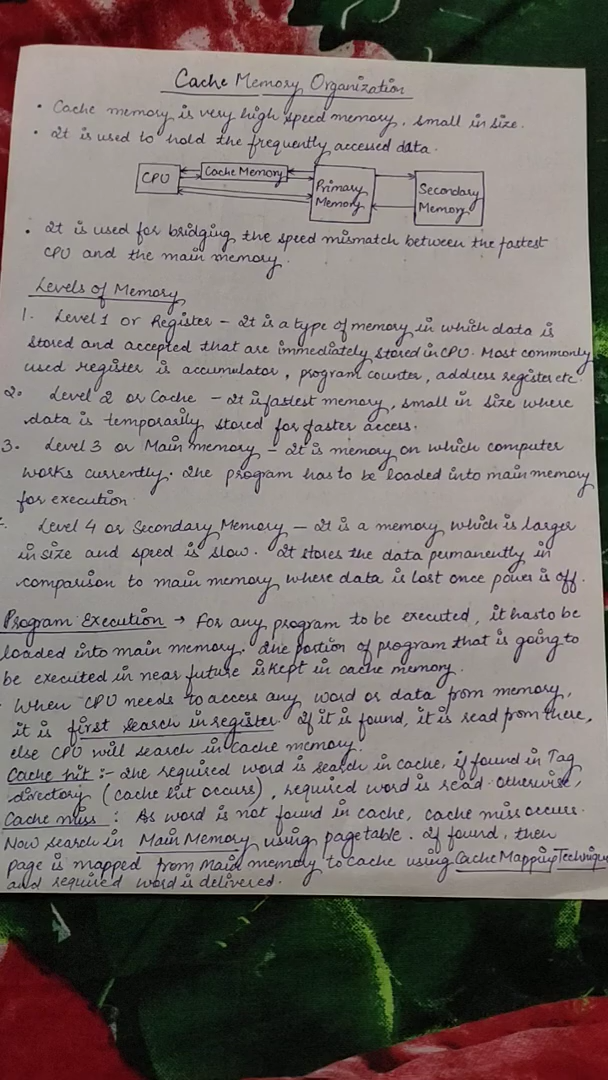 Cache Memory Organization
• Cache memory is very high speed memory, small in size.
• It is used to hold the frequently accessed data.
CPU
Cache Memory
Primary
Memory
Secondary
Memory
• It is used for bridging the speed mismatch between the fastest
CPU and the main memory.
Levels of Memory
1. Level 1 or Register – It is a type of memory in which data is
stored and accepted that are immediately stored in CPU. Most commonly
used register is accumulator, program counter, address register etc.
2. Level 2 or Cache – It is fastest memory, small in size where
data is temporarily stored for faster access.
3. Level 3 or Main memory – It is memory on which computer
works currently. The program has to be loaded into main memory
for execution
Level 4 or Secondary Memory – It is a memory which is larger
in size and speed is slow. It stores the data permanently in
comparison to main memory where data is lost once power is off.
Program Execution → For any program to be executed, it has to be
loaded into main memory. The portion of program that is going to
be executed in near future is kept in cache memory.
When CPU needs to access any word or data from memory,
it is first search in register. If it is found, it is read from there,
else CPU will search in cache memory.
Cache hit :- The required word is search in cache, if found in Tag
directory (cache hit occurs), required word is read otherwise,
Cache miss : As word is not found in cache, cache miss occurs.
Now search in Main Memory using page table. If found, then
page is mapped from main memory to cache using Cache Mapping Technique
and required word is delivered.